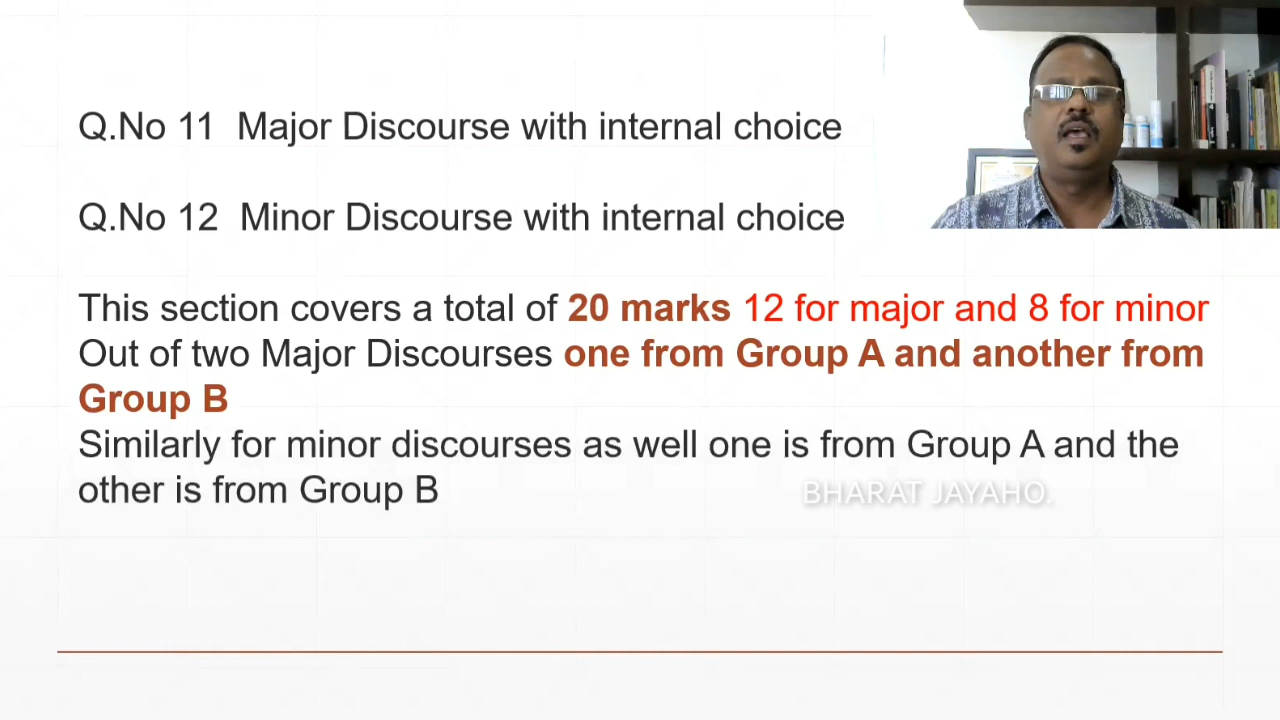 Q.No 11 Major Discourse with internal choice
Q.No 12 Minor Discourse with internal choice
This section covers a total of 20 marks 12 for major and 8 for minor
Out of two Major Discourses one from Group A and another from
Group B
Similarly for minor discourses as well one is from Group A and the
other is from Group B
BHARAT JAYAHO.